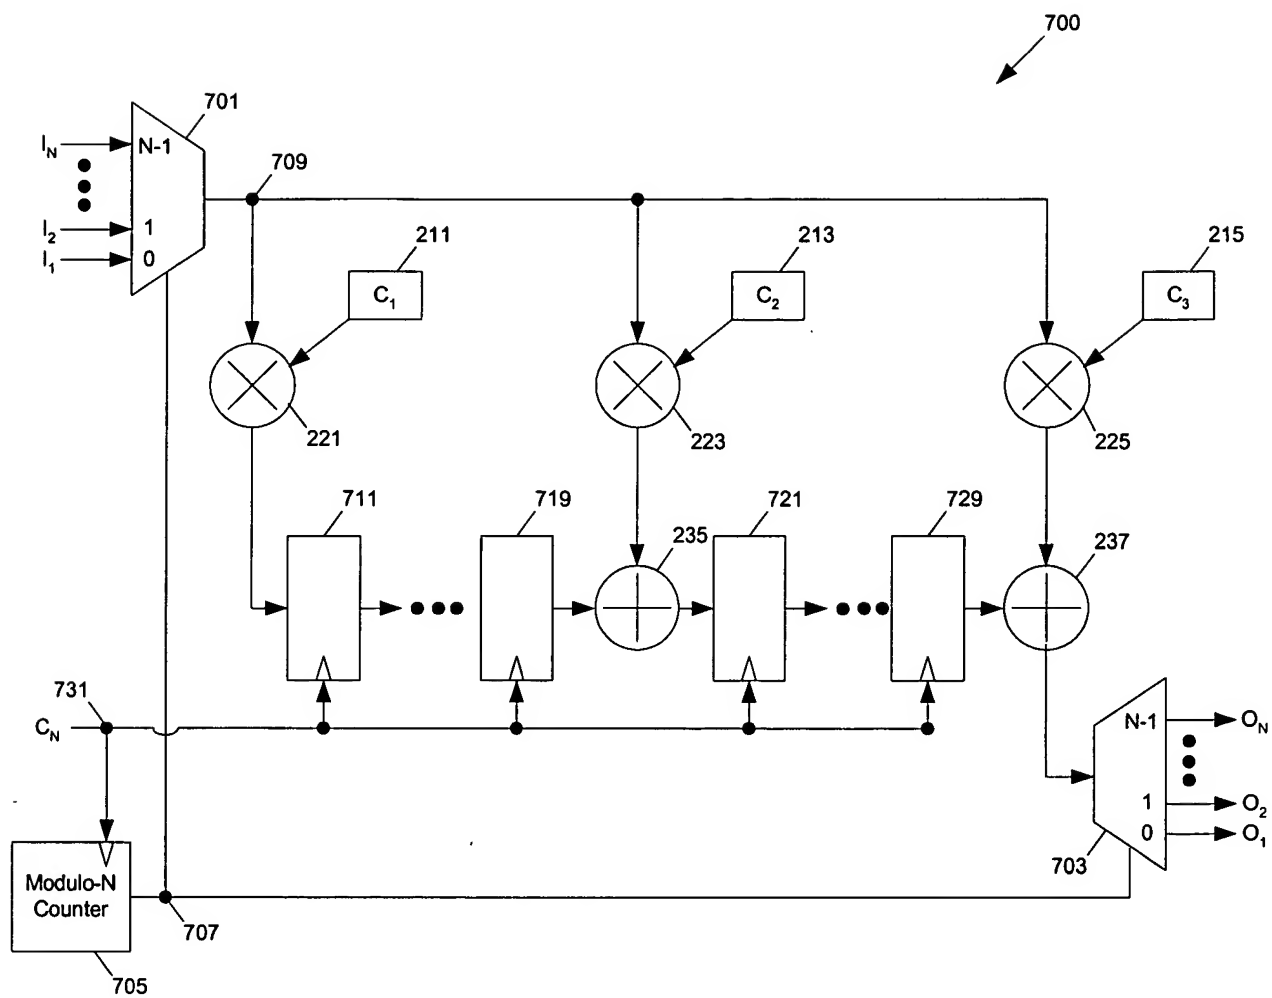 700
701
I_N
N-1
709
I_2
1
I_1
0
211
213
215
C_1
C_2
C_3
221
223
225
711
719
721
729
235
237
731
C_N
N-1
O_N
1
O_2
0
O_1
703
Modulo-N
Counter
707
705